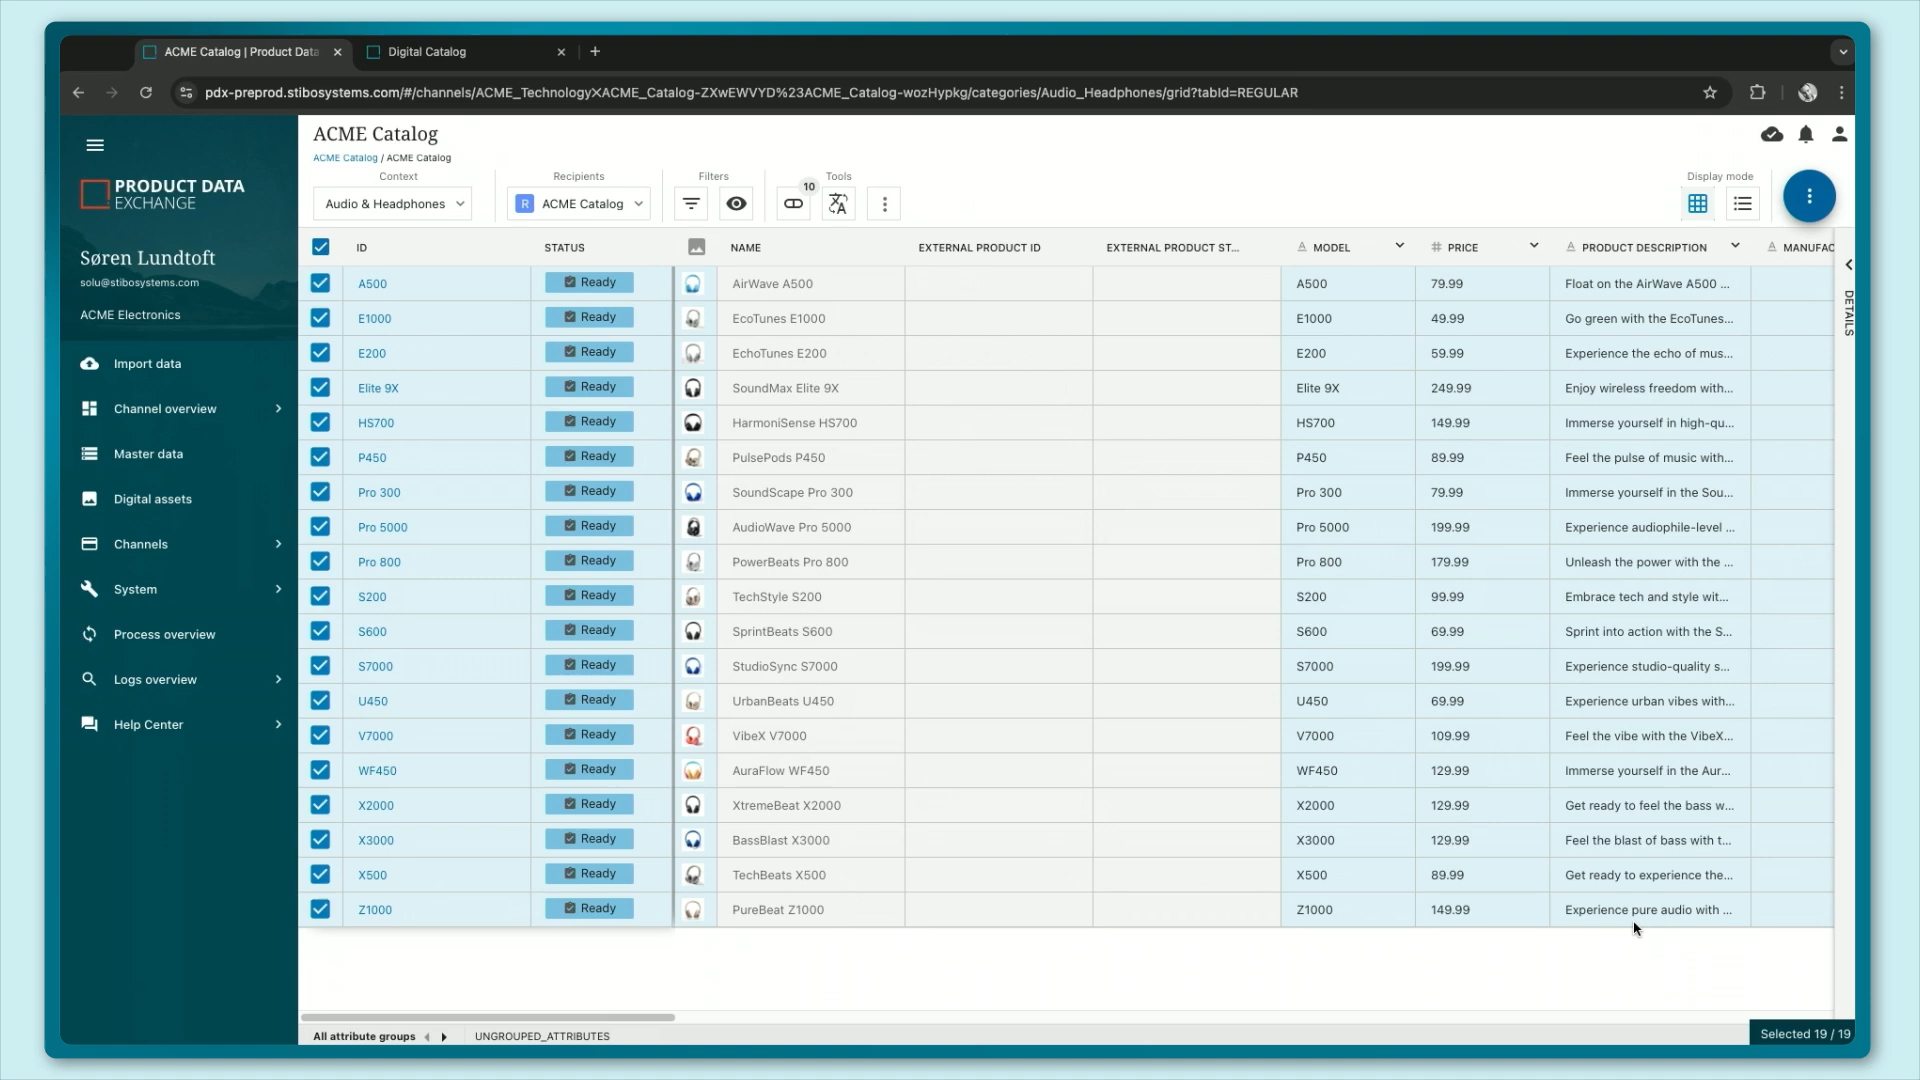 ACME Catalog | Product Data
Digital Catalog
pdx-preprod.stibosystems.com/#/channels/ACME_Technology✕ACME_Catalog-ZXwEWVYD%23ACME_Catalog-wozHypkg/categories/Audio_Headphones/grid?tabId=REGULAR
PRODUCT DATA
EXCHANGE
Søren Lundtoft
solu@stibosystems.com
ACME Electronics
Import data
Channel overview
Master data
Digital assets
Channels
System
Process overview
Logs overview
Help Center
ACME Catalog
ACME Catalog / ACME Catalog
Context
Recipients
Filters
Tools
Display mode
Audio & Headphones
R ACME Catalog
10
ID STATUS NAME EXTERNAL PRODUCT ID EXTERNAL PRODUCT ST... MODEL # PRICE PRODUCT DESCRIPTION MANUFAC
A500 Ready AirWave A500 A500 79.99 Float on the AirWave A500 ...
E1000 Ready EcoTunes E1000 E1000 49.99 Go green with the EcoTunes...
E200 Ready EchoTunes E200 E200 59.99 Experience the echo of mus...
Elite 9X Ready SoundMax Elite 9X Elite 9X 249.99 Enjoy wireless freedom with...
HS700 Ready HarmoniSense HS700 HS700 149.99 Immerse yourself in high-qu...
P450 Ready PulsePods P450 P450 89.99 Feel the pulse of music with...
Pro 300 Ready SoundScape Pro 300 Pro 300 79.99 Immerse yourself in the Sou...
Pro 5000 Ready AudioWave Pro 5000 Pro 5000 199.99 Experience audiophile-level ...
Pro 800 Ready PowerBeats Pro 800 Pro 800 179.99 Unleash the power with the ...
S200 Ready TechStyle S200 S200 99.99 Embrace tech and style wit...
S600 Ready SprintBeats S600 S600 69.99 Sprint into action with the S...
S7000 Ready StudioSync S7000 S7000 199.99 Experience studio-quality s...
U450 Ready UrbanBeats U450 U450 69.99 Experience urban vibes with...
V7000 Ready VibeX V7000 V7000 109.99 Feel the vibe with the VibeX...
WF450 Ready AuraFlow WF450 WF450 129.99 Immerse yourself in the Aur...
X2000 Ready XtremeBeat X2000 X2000 129.99 Get ready to feel the bass w...
X3000 Ready BassBlast X3000 X3000 129.99 Feel the blast of bass with t...
X500 Ready TechBeats X500 X500 89.99 Get ready to experience the...
Z1000 Ready PureBeat Z1000 Z1000 149.99 Experience pure audio with ...
DETAILS
All attribute groups
UNGROUPED_ATTRIBUTES
Selected 19 / 19